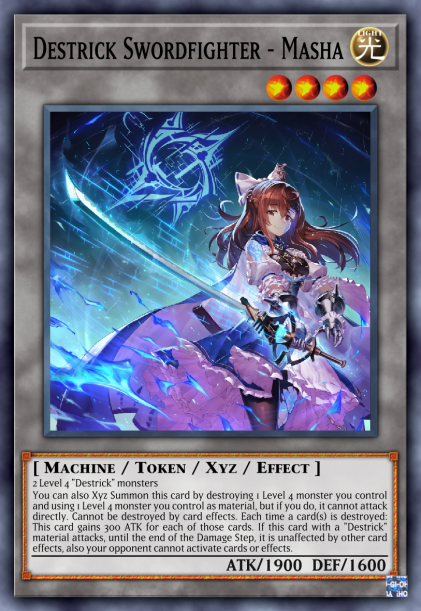 DESTRICK SWORDFIGHTER - MASHA
LIGHT
光
[ MACHINE / TOKEN / XYZ / EFFECT ]
2 Level 4 "Destrick" monsters
You can also Xyz Summon this card by destroying 1 Level 4 monster you control
and using 1 Level 4 monster you control as material, but if you do, it cannot attack
directly. Cannot be destroyed by card effects. Each time a card(s) is destroyed:
This card gains 300 ATK for each of those cards. If this card with a "Destrick"
material attacks, until the end of the Damage Step, it is unaffected by other card
effects, also your opponent cannot activate cards or effects.
ATK/1900 DEF/1600